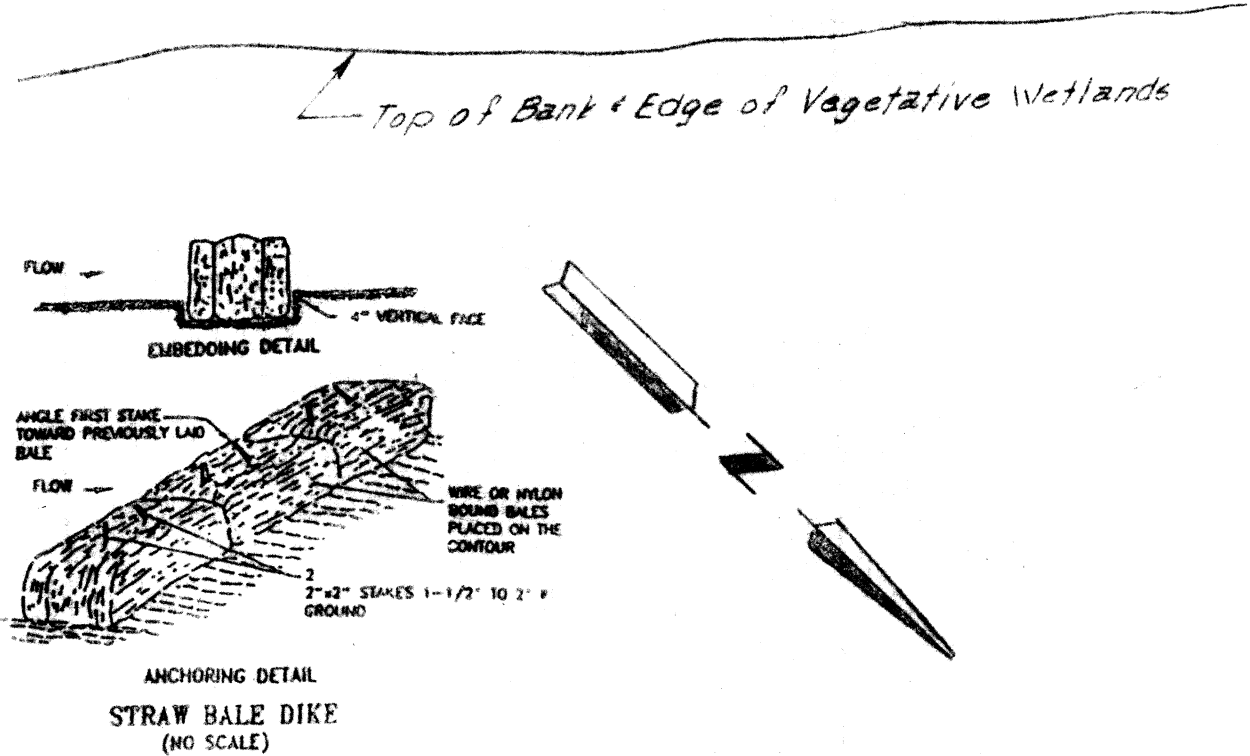 Top of Bank & Edge of Vegetative Wetlands
FLOW
4" VERTICAL FACE
EMBEDDING DETAIL
ANGLE FIRST STAKE
TOWARD PREVIOUSLY LAID
BALE
FLOW
WIRE OR NYLON
BOUND BALES
PLACED ON THE
CONTOUR
2
2"x2" STAKES 1-1/2' TO 2'
GROUND
ANCHORING DETAIL
STRAW BALE DIKE
(NO SCALE)
N